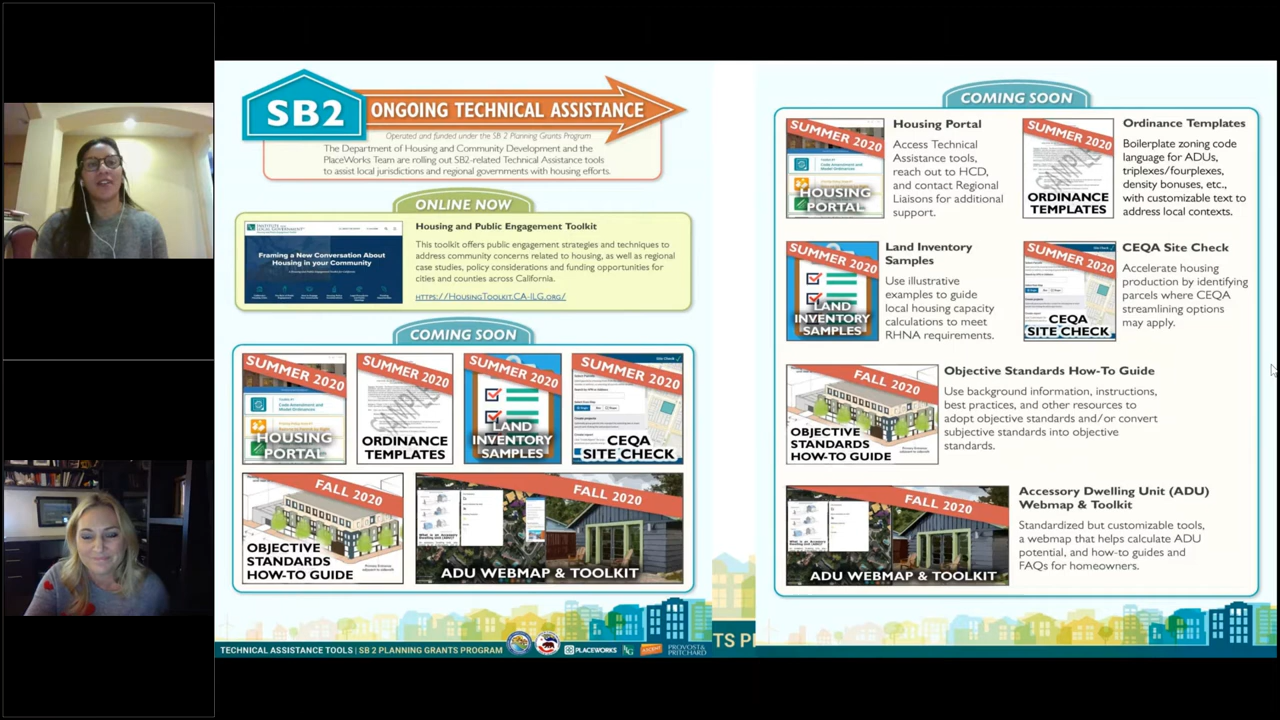 SB2
ONGOING TECHNICAL ASSISTANCE
Operated and funded under the SB 2 Planning Grants Program
The Department of Housing and Community Development and the
PlaceWorks Team are rolling out SB2-related Technical Assistance tools
to assist local jurisdictions and regional governments with housing efforts.
ONLINE NOW
INSTITUTE FOR
LOCAL GOVERNMENT
Framing a New Conversation About
Housing in your Community
Housing and Public Engagement Toolkit
This toolkit offers public engagement strategies and techniques to
address community concerns related to housing, as well as regional
case studies, policy considerations and funding opportunities for
cities and counties across California.
HTTPS://HOUSINGTOOLKIT.CA-ILG.ORG/
COMING SOON
SUMMER 2020
HOUSING
PORTAL
SUMMER 2020
SAMPLE
ORDINANCE
TEMPLATES
SUMMER 2020
LAND
INVENTORY
SAMPLES
SUMMER 2020
CEQA
SITE CHECK
FALL 2020
OBJECTIVE
STANDARDS
HOW-TO GUIDE
FALL 2020
ADU WEBMAP & TOOLKIT
TECHNICAL ASSISTANCE TOOLS | SB 2 PLANNING GRANTS PROGRAM
PLACEWORKS
ASCENT
PROVOST&
PRITCHARD
TS P
COMING SOON
SUMMER 2020
HOUSING
PORTAL
Housing Portal
Access Technical
Assistance tools,
reach out to HCD,
and contact Regional
Liaisons for additional
support.
SUMMER 2020
SAMPLE
ORDINANCE
TEMPLATES
Ordinance Templates
Boilerplate zoning code
language for ADUs,
triplexes/fourplexes,
density bonuses, etc.,
with customizable text to
address local contexts.
SUMMER 2020
LAND
INVENTORY
SAMPLES
Land Inventory
Samples
Use illustrative
examples to guide
local housing capacity
calculations to meet
RHNA requirements.
SUMMER 2020
CEQA
SITE CHECK
CEQA Site Check
Accelerate housing
production by identifying
parcels where CEQA
streamlining options
may apply.
FALL 2020
OBJECTIVE
STANDARDS
HOW-TO GUIDE
Objective Standards How-To Guide
Use background information, instructions,
best practices, and other resources to
adopt objective standards and/or convert
subjective standards into objective
standards.
FALL 2020
ADU WEBMAP & TOOLKIT
Accessory Dwelling Unit (ADU)
Webmap & Toolkit
Standardized but customizable tools,
a webmap that helps calculate ADU
potential, and how-to guides and
FAQs for homeowners.